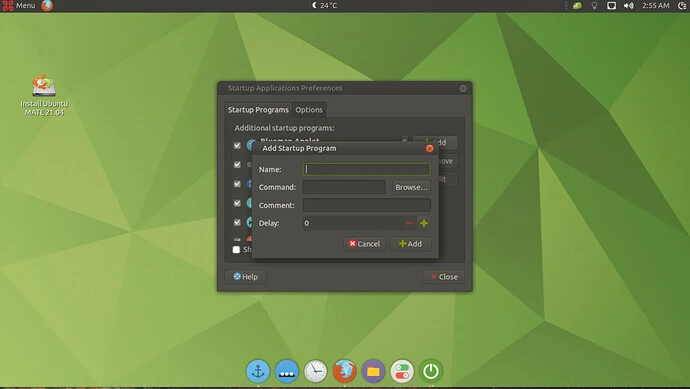 Menu
24 °C
2:55 AM
Install Ubuntu
MATE 21.04
Startup Applications Preferences
Startup Programs
Options
Additional startup programs:
Add Startup Program
Name:
Command:
Browse...
Comment:
Delay:
0
Cancel
Add
Help
Close